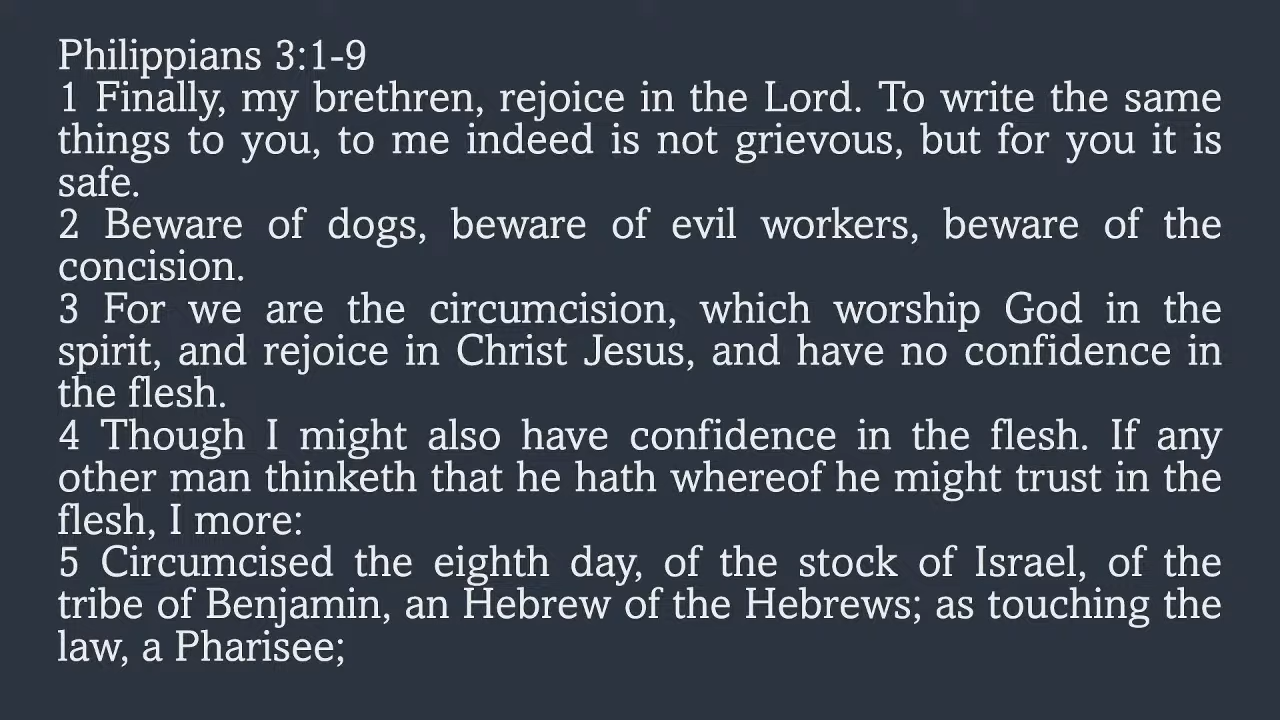 Philippians 3:1-9
1 Finally, my brethren, rejoice in the Lord. To write the same
things to you, to me indeed is not grievous, but for you it is
safe.
2 Beware of dogs, beware of evil workers, beware of the
concision.
3 For we are the circumcision, which worship God in the
spirit, and rejoice in Christ Jesus, and have no confidence in
the flesh.
4 Though I might also have confidence in the flesh. If any
other man thinketh that he hath whereof he might trust in the
flesh, I more:
5 Circumcised the eighth day, of the stock of Israel, of the
tribe of Benjamin, an Hebrew of the Hebrews; as touching the
law, a Pharisee;